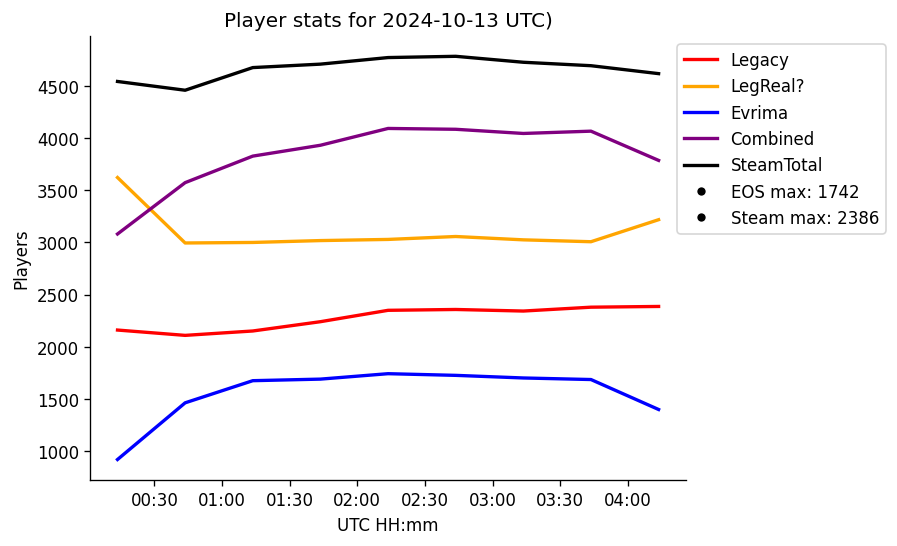 Player stats for 2024-10-13 UTC)
Legacy
LegReal?
Evrima
Combined
SteamTotal
EOS max: 1742
Steam max: 2386
Players
4500
4000
3500
3000
2500
2000
1500
1000
00:30 01:00 01:30 02:00 02:30 03:00 03:30 04:00
UTC HH:mm